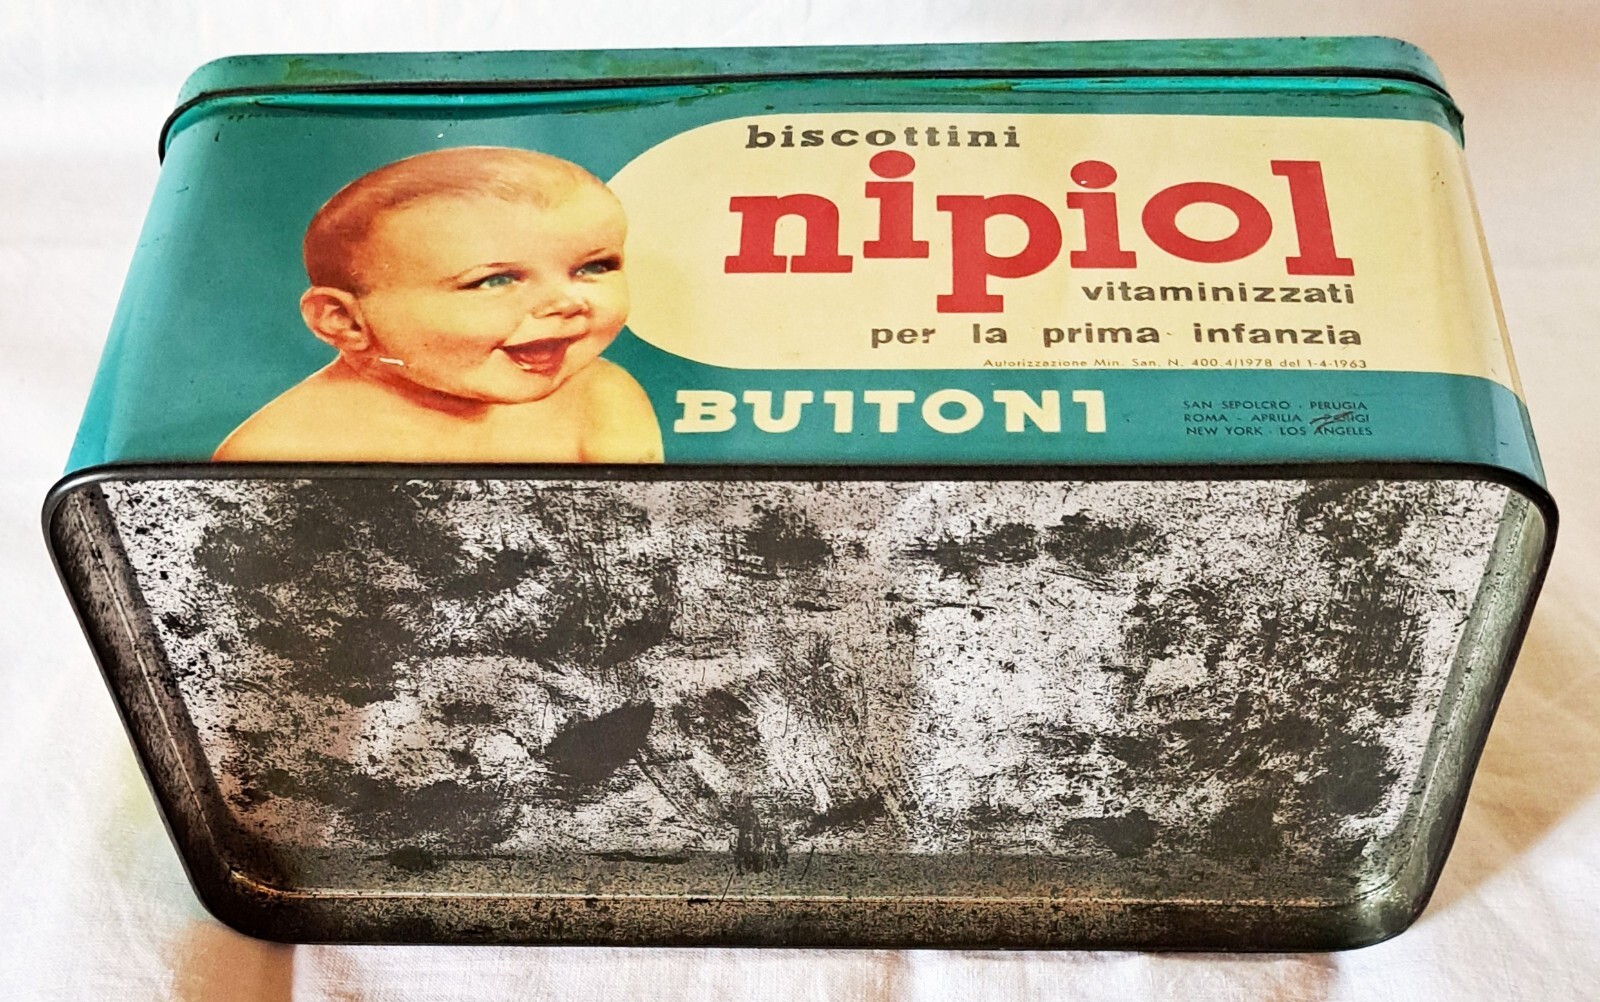 biscottini
nipiol
vitaminizzati
per la prima infanzia
Autorizzazione Min. San. N. 400.4/1978 del 1-4-1963
BUITONI
SAN SEPOLCRO - PERUGIA
ROMA - APRILIA - PARIGI
NEW YORK - LOS ANGELES